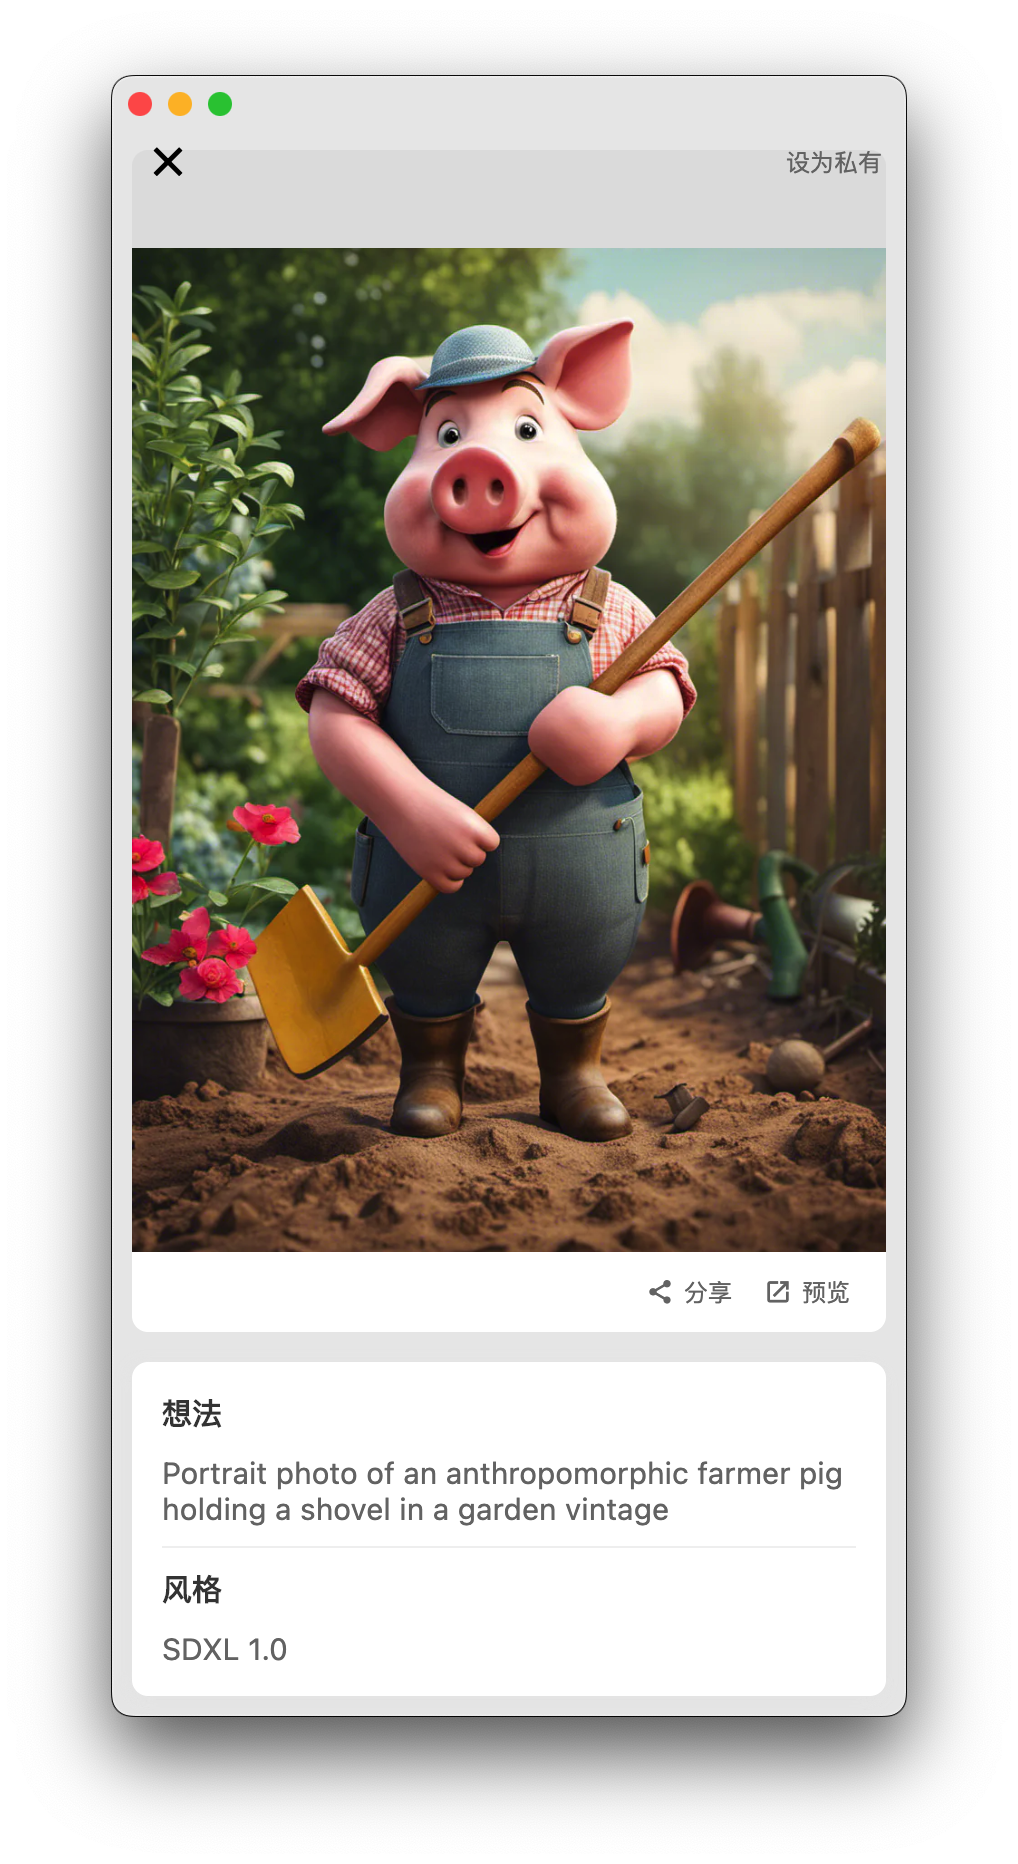 设为私有
分享 预览
想法
Portrait photo of an anthropomorphic farmer pig
holding a shovel in a garden vintage
风格
SDXL 1.0